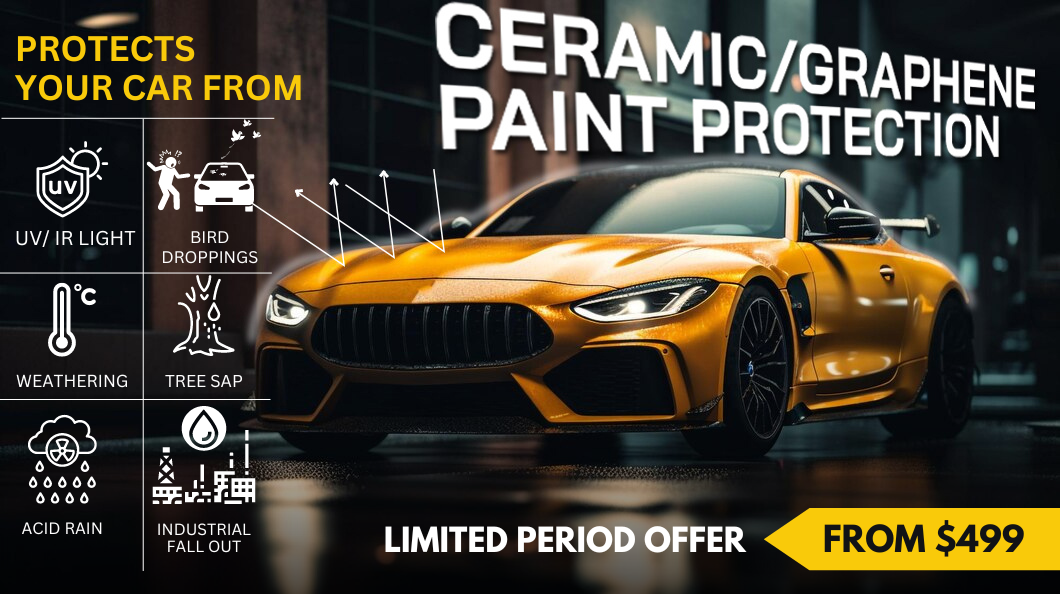 PROTECTS
YOUR CAR FROM
CERAMIC/GRAPHENE
PAINT PROTECTION
UV
UV/ IR LIGHT
!?
BIRD
DROPPINGS
°C
WEATHERING
TREE SAP
ACID RAIN
INDUSTRIAL
FALL OUT
LIMITED PERIOD OFFER
FROM $499